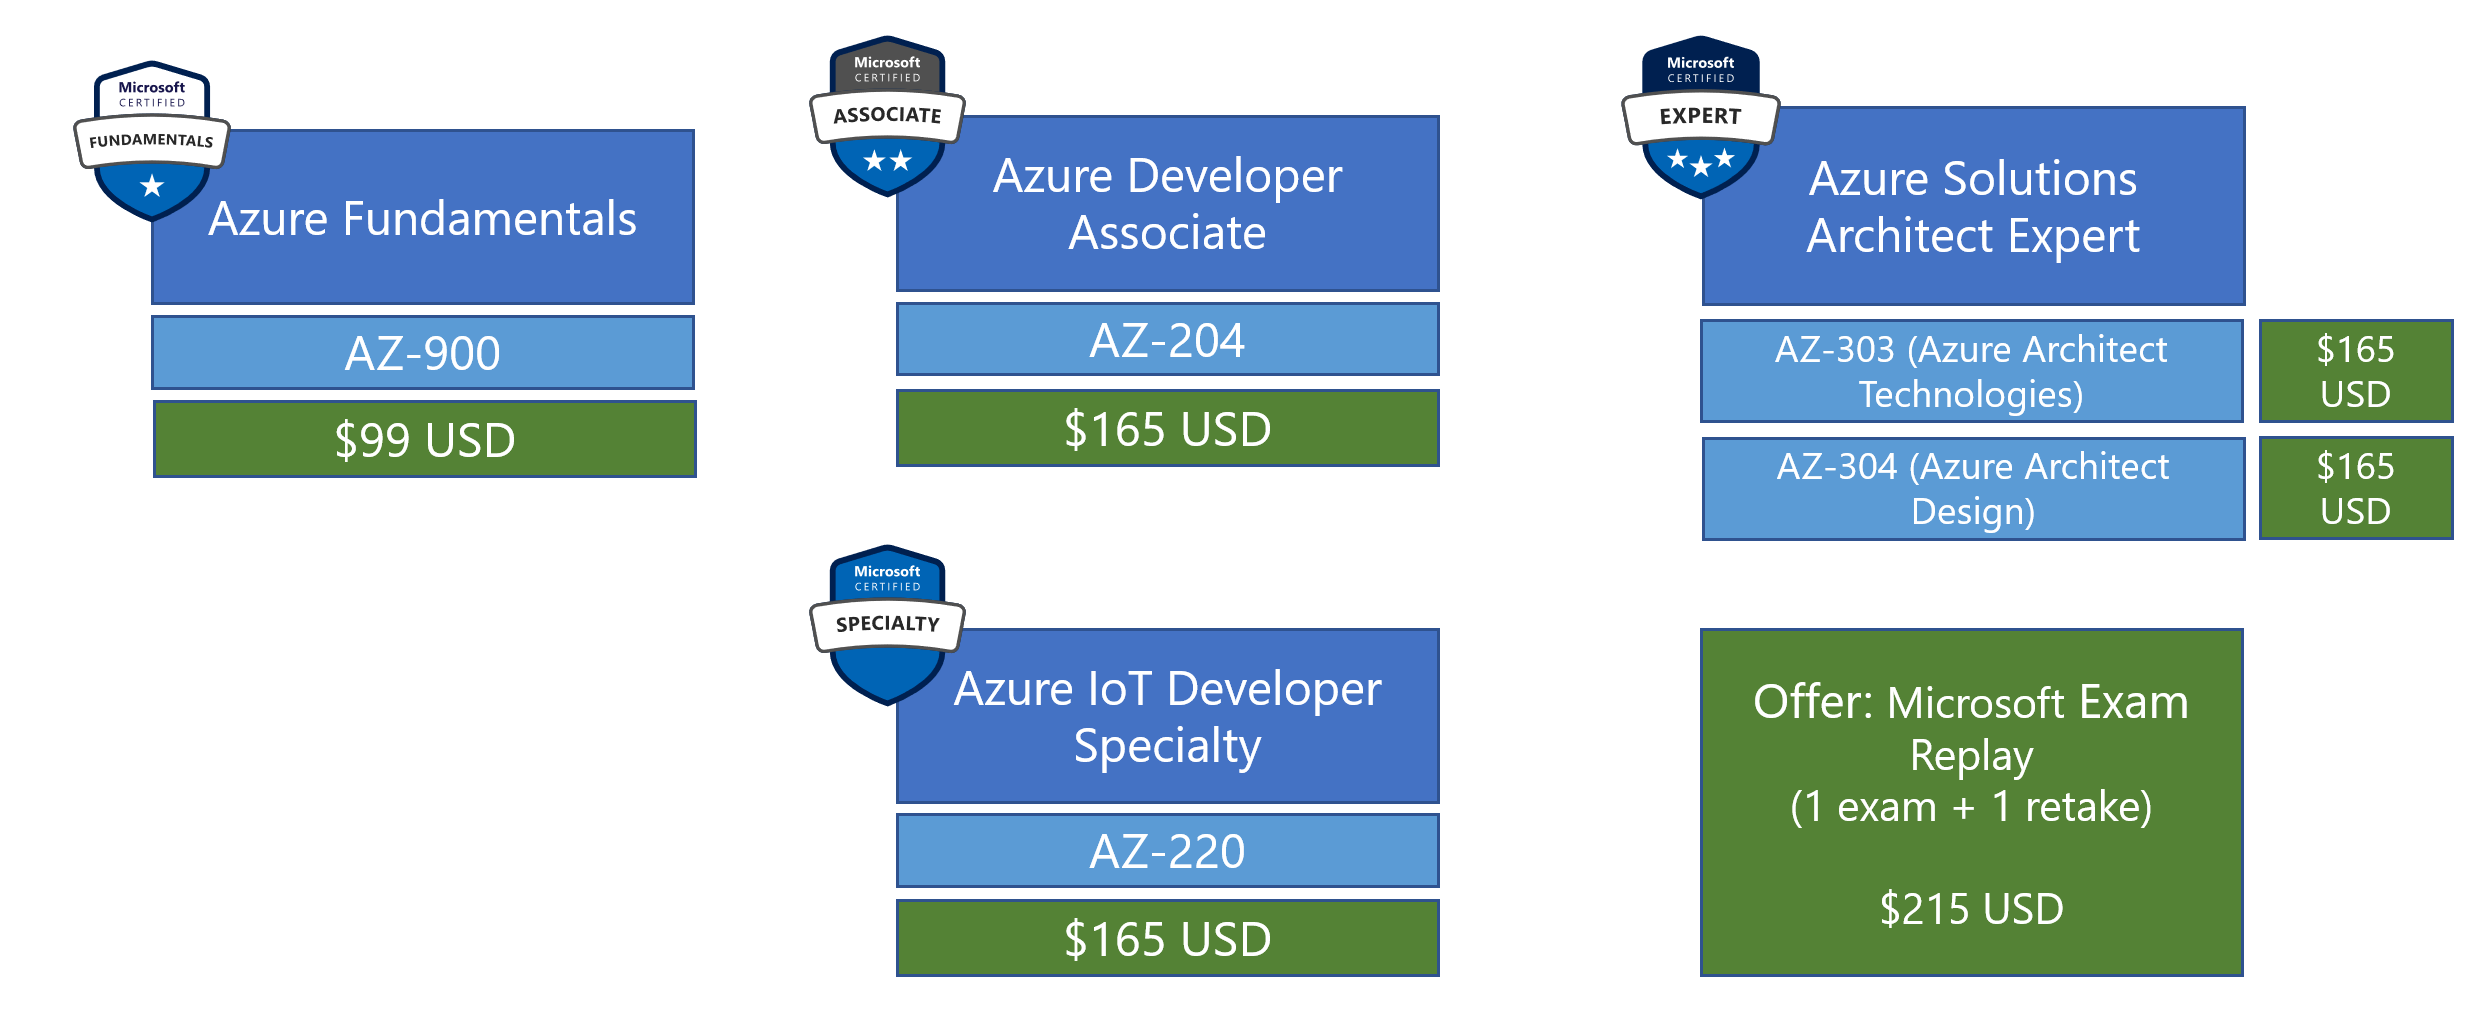 Microsoft
CERTIFIED
FUNDAMENTALS
Azure Fundamentals
AZ-900
$99 USD
Microsoft
CERTIFIED
ASSOCIATE
Azure Developer
Associate
AZ-204
$165 USD
Microsoft
CERTIFIED
EXPERT
Azure Solutions
Architect Expert
AZ-303 (Azure Architect
Technologies)
$165
USD
AZ-304 (Azure Architect
Design)
$165
USD
Microsoft
CERTIFIED
SPECIALTY
Azure IoT Developer
Specialty
AZ-220
$165 USD
Offer: Microsoft Exam
Replay
(1 exam + 1 retake)
$215 USD